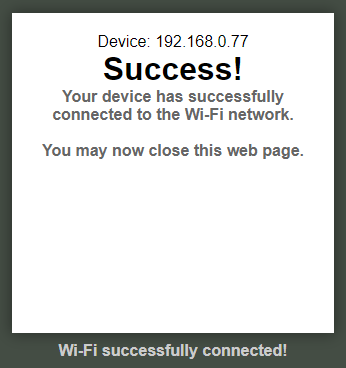 Device: 192.168.0.77
Success!
Your device has successfully
connected to the Wi-Fi network.
You may now close this web page.
Wi-Fi successfully connected!